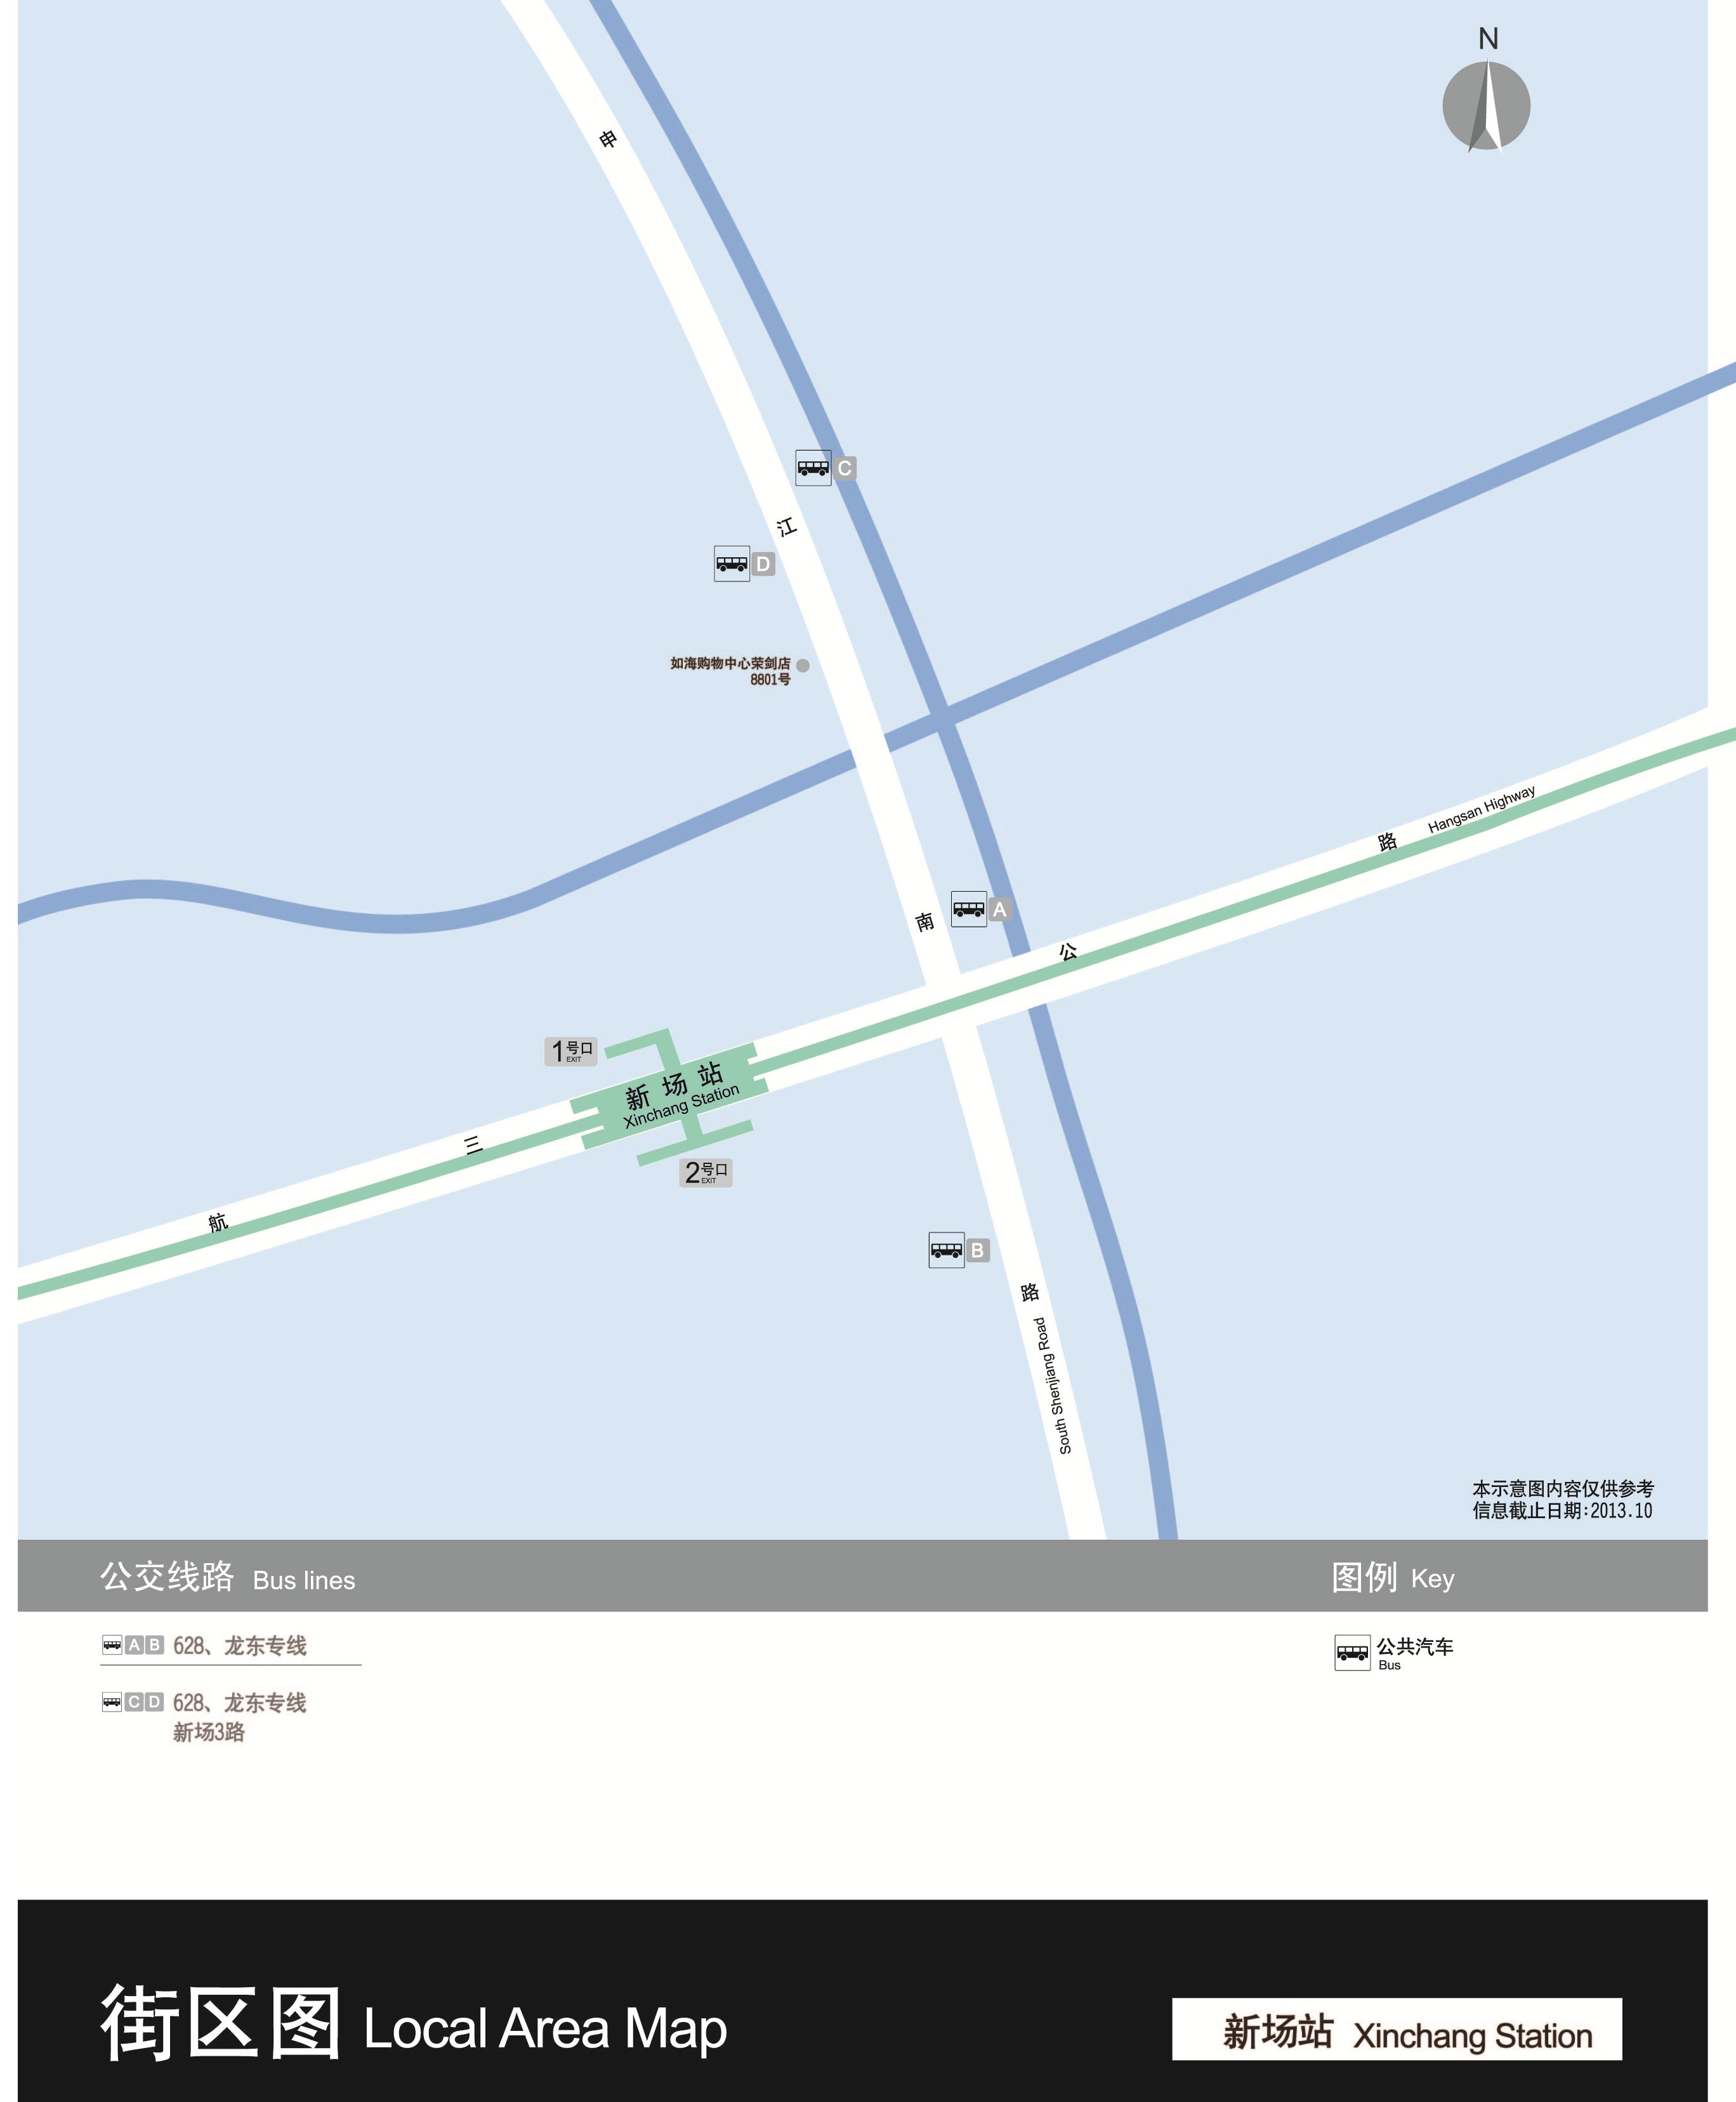 N
申
C
江
D
如海购物中心荣剑店
8801号
路 Hangsan Highway
A
南
公
1号口
EXIT
新场站
Xinchang Station
三
2号口
EXIT
航
B
路 South Shenjiang Road
本示意图内容仅供参考
信息截止日期:2013.10
公交线路 Bus lines
图例 Key
A B 628、龙东专线
公共汽车
Bus
C D 628、龙东专线
新场3路
街区图 Local Area Map
新场站 Xinchang Station